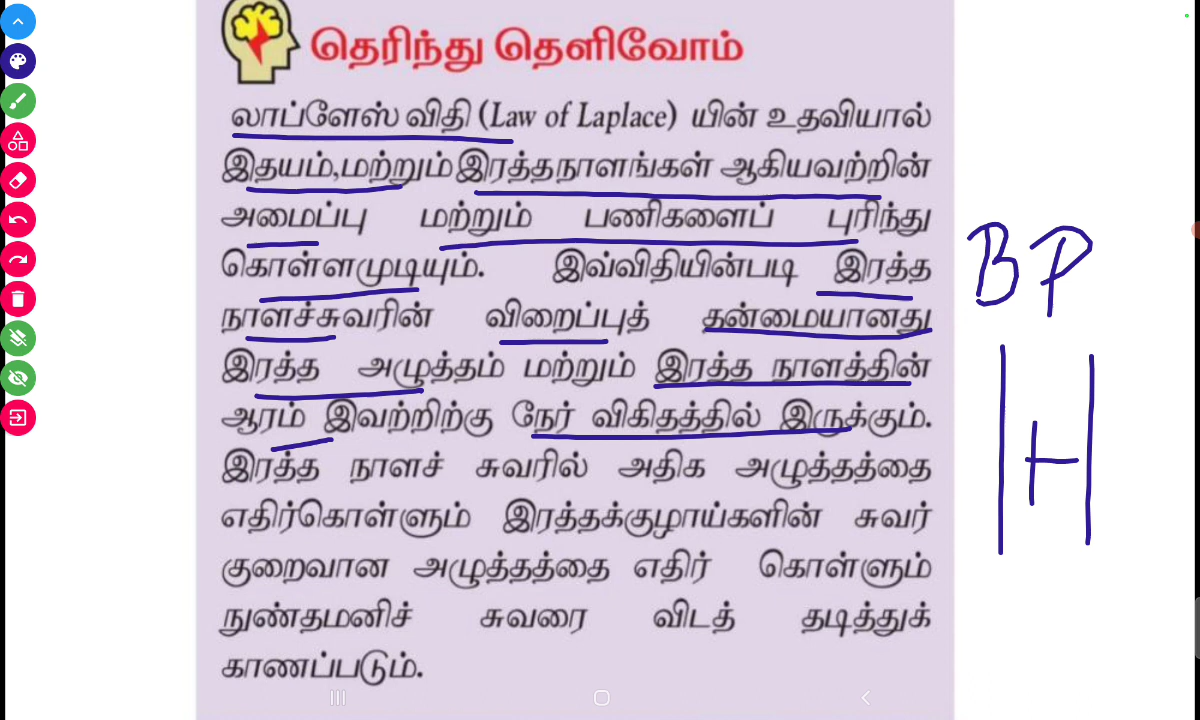 தெரிந்து தெளிவோம்
லாப்ளேஸ் விதி (Law of Laplace) யின் உதவியால்
இதயம்,மற்றும் இரத்தநாளங்கள் ஆகியவற்றின்
அமைப்பு மற்றும் பணிகளைப் புரிந்து
கொள்ளமுடியும். இவ்விதியின்படி இரத்த
நாளச்சுவரின் விறைப்புத் தன்மையானது
இரத்த அழுத்தம் மற்றும் இரத்த நாளத்தின்
ஆரம் இவற்றிற்கு நேர் விகிதத்தில் இருக்கும்.
இரத்த நாளச் சுவரில் அதிக அழுத்தத்தை
எதிர்கொள்ளும் இரத்தக்குழாய்களின் சுவர்
குறைவான அழுத்தத்தை எதிர் கொள்ளும்
நுண்தமனிச் சுவரை விடத் தடித்துக்
காணப்படும்.
BP